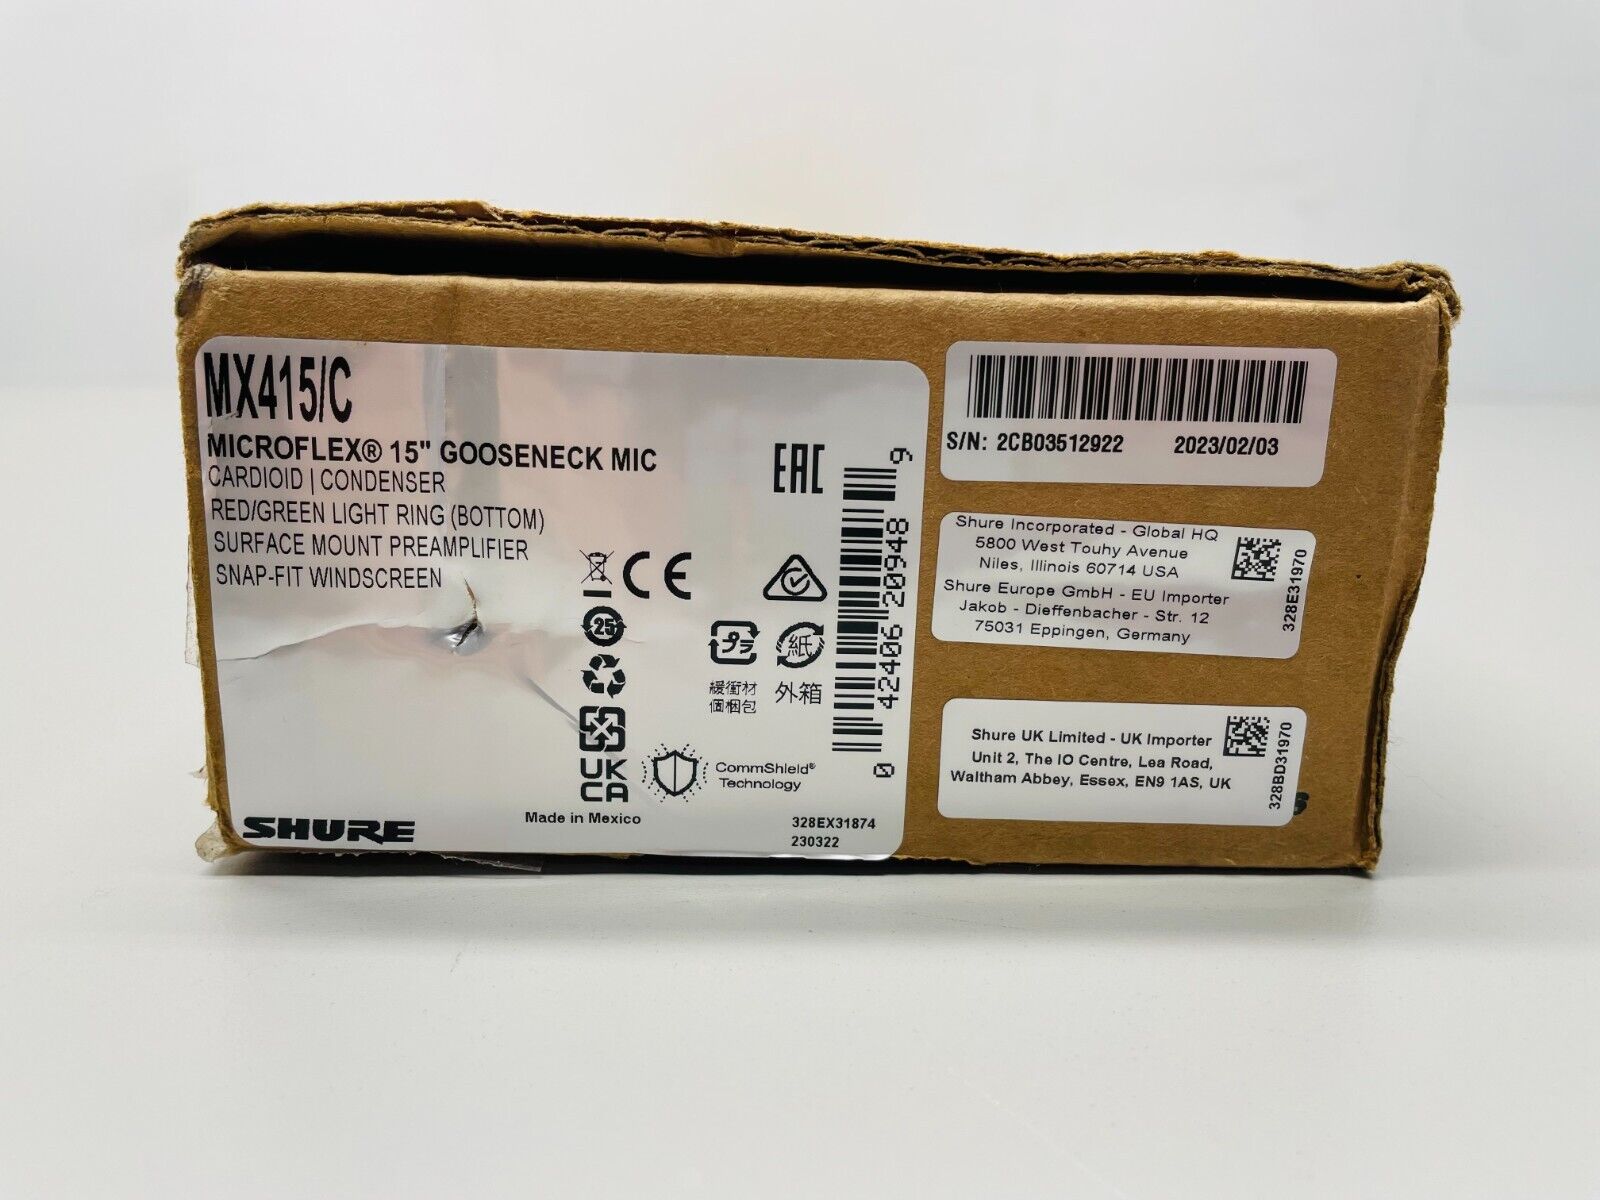 MX415/C
MICROFLEX® 15" GOOSENECK MIC
CARDIOID | CONDENSER
RED/GREEN LIGHT RING (BOTTOM)
SURFACE MOUNT PREAMPLIFIER
SNAP-FIT WINDSCREEN
EAC
CE
25
プラ
紙
緩衝材
個梱包
外箱
UK
CA
CommShield®
Technology
Made in Mexico
SHURE
328EX31874
230322
0 42406 20948 9
S/N: 2CB03512922 2023/02/03
Shure Incorporated - Global HQ
5800 West Touhy Avenue
Niles, Illinois 60714 USA
Shure Europe GmbH - EU Importer
Jakob - Dieffenbacher - Str. 12
75031 Eppingen, Germany
328E31970
Shure UK Limited - UK Importer
Unit 2, The IO Centre, Lea Road,
Waltham Abbey, Essex, EN9 1AS, UK
328BD31970